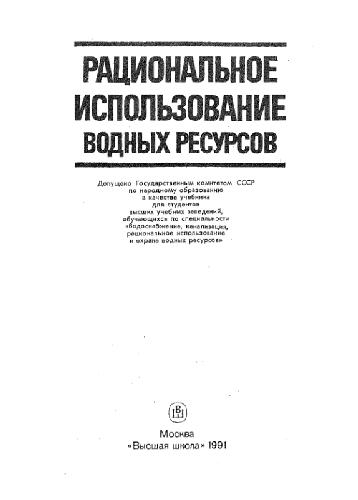 РАЦИОНАЛЬНОЕ
ИСПОЛЬЗОВАНИЕ
ВОДНЫХ РЕСУРСОВ
Допущено Государственным комитетом СССР
по народному образованию
в качестве учебника
для студентов
высших учебных заведений,
обучающихся по специальности
«Водоснабжение, канализация,
рациональное использование
и охрана водных ресурсов»
ВШ
Москва
«Высшая школа» 1991